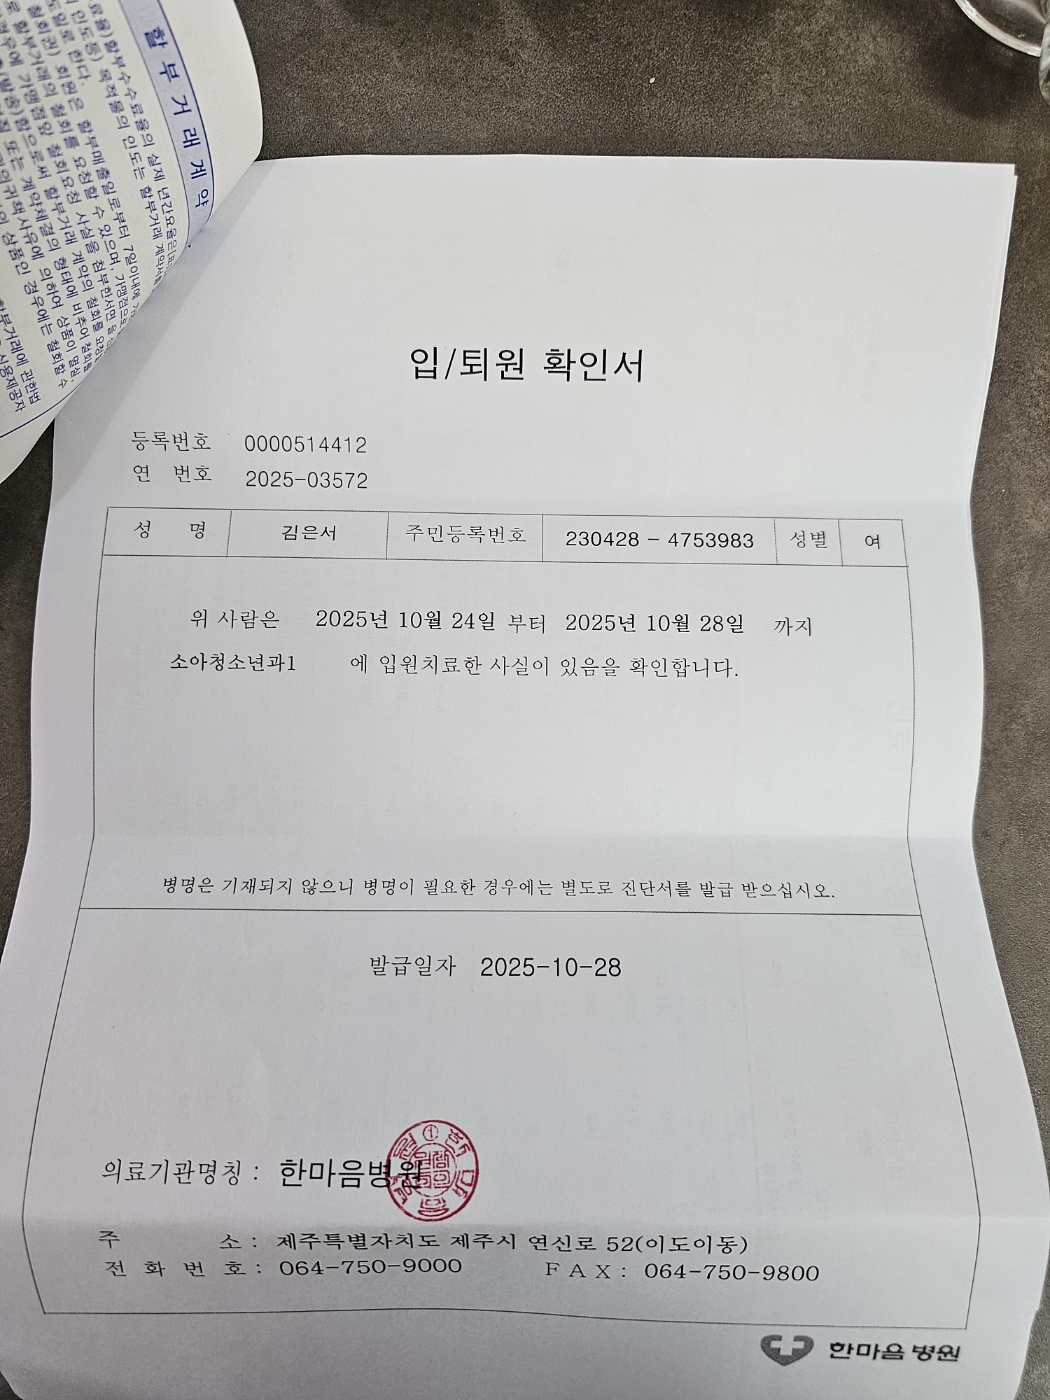 할 부 거 래 계 약
입/퇴원 확인서
등록번호 0000514412
연 번호 2025-03572
성 명 김은서 주민등록번호 230428 - 4753983 성별 여
위 사람은 2025년 10월 24일 부터 2025년 10월 28일 까지
소아청소년과1 에 입원치료한 사실이 있음을 확인합니다.
병명은 기재되지 않으니 병명이 필요한 경우에는 별도로 진단서를 발급 받으십시오.
발급일자 2025-10-28
의료기관명칭 : 한마음병원
주 소 : 제주특별자치도 제주시 연신로 52(이도이동)
전 화 번 호 : 064-750-9000 F A X : 064-750-9800
한마음병원